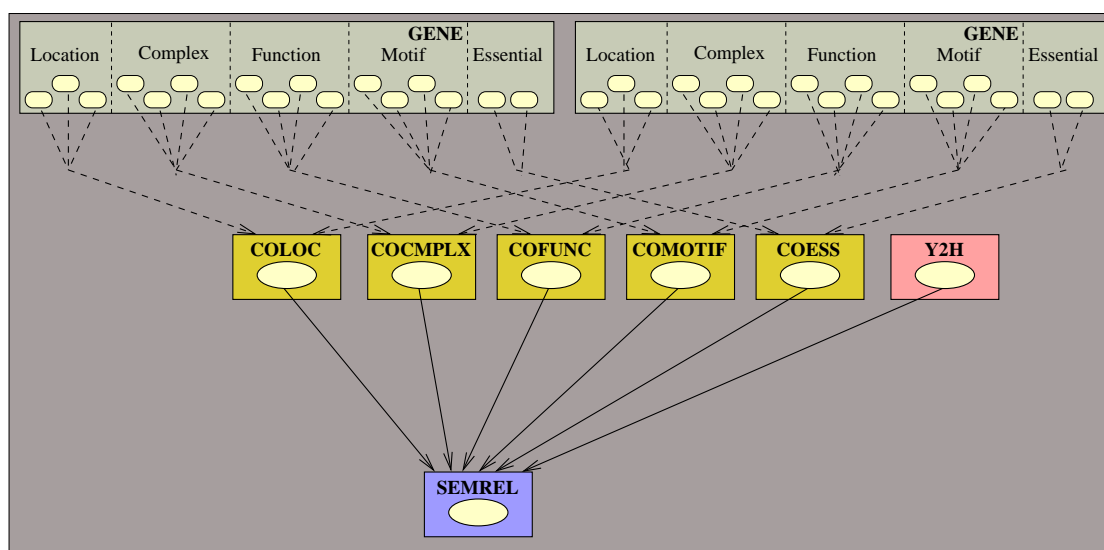 GENE GENE
Location Complex Function Motif Essential Location Complex Function Motif Essential
COLOC COCMPLX COFUNC COMOTIF COESS Y2H
SEMREL